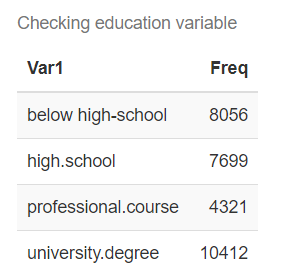 Checking education variable
Var1 Freq
below high-school 8056
high.school 7699
professional.course 4321
university.degree 10412